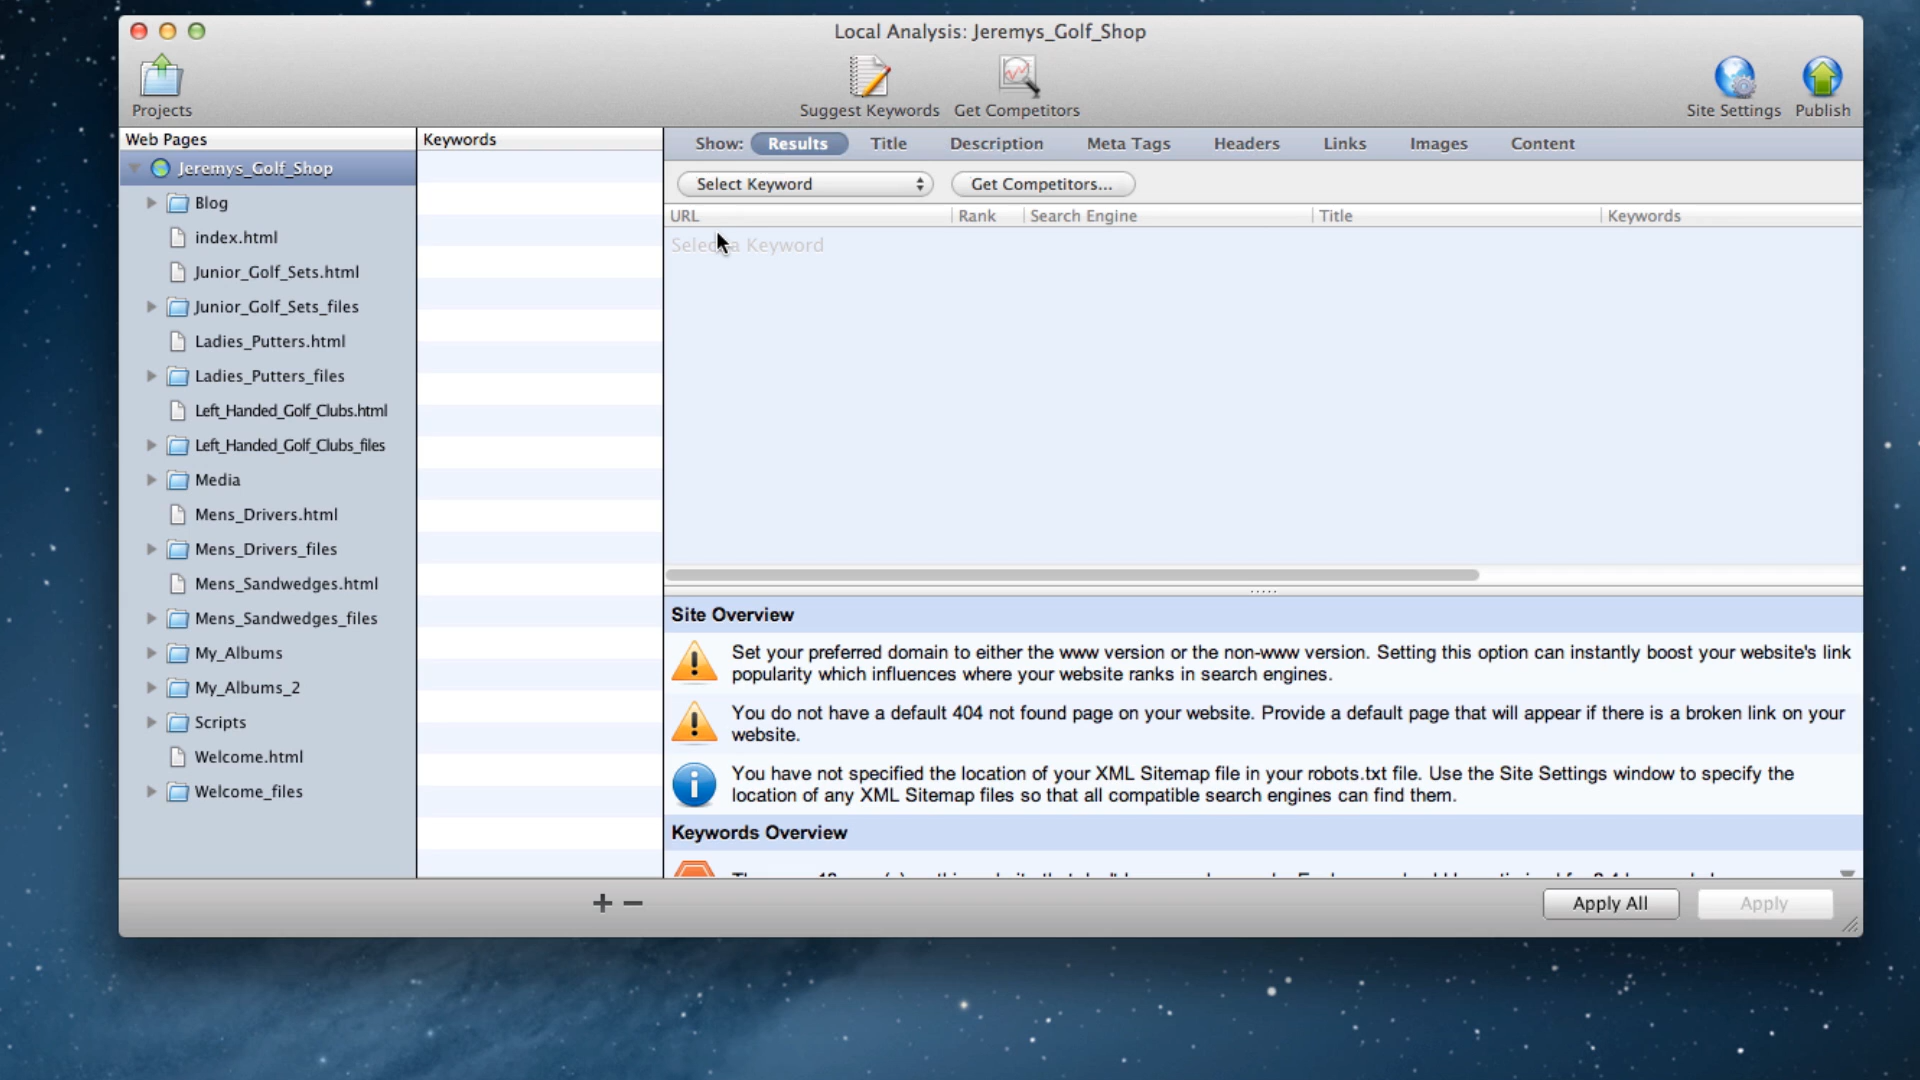 Local Analysis: Jeremys_Golf_Shop
Projects
Suggest Keywords
Get Competitors
Site Settings
Publish
Web Pages
Keywords
Show:
Results
Title
Description
Meta Tags
Headers
Links
Images
Content
Select Keyword
Get Competitors...
URL
Rank
Search Engine
Title
Keywords
Select a Keyword
Jeremys_Golf_Shop
Blog
index.html
Junior_Golf_Sets.html
Junior_Golf_Sets_files
Ladies_Putters.html
Ladies_Putters_files
Left_Handed_Golf_Clubs.html
Left_Handed_Golf_Clubs_files
Media
Mens_Drivers.html
Mens_Drivers_files
Mens_Sandwedges.html
Mens_Sandwedges_files
My_Albums
My_Albums_2
Scripts
Welcome.html
Welcome_files
Site Overview
Set your preferred domain to either the www version or the non-www version. Setting this option can instantly boost your website's link
popularity which influences where your website ranks in search engines.
You do not have a default 404 not found page on your website. Provide a default page that will appear if there is a broken link on your
website.
You have not specified the location of your XML Sitemap file in your robots.txt file. Use the Site Settings window to specify the
location of any XML Sitemap files so that all compatible search engines can find them.
Keywords Overview
Apply All
Apply